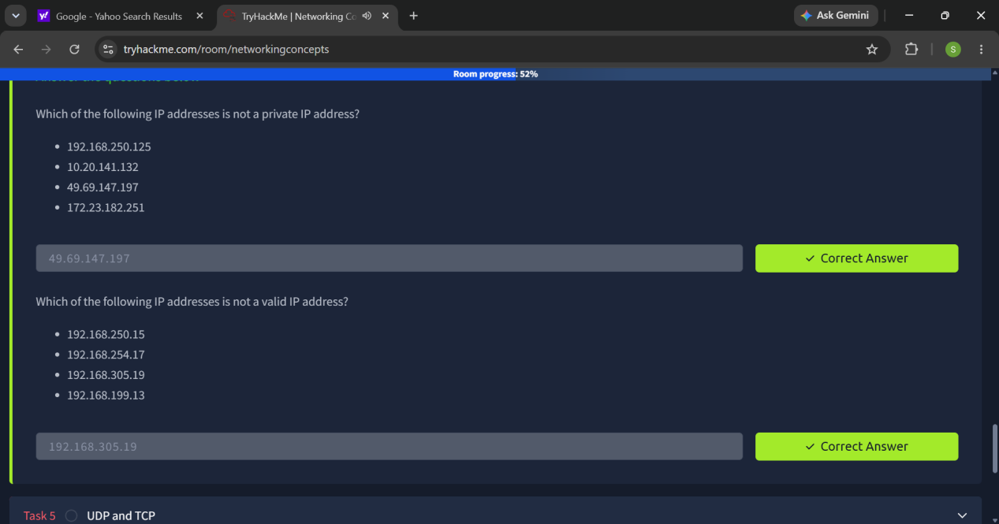 Google - Yahoo Search Results
TryHackMe | Networking Co
Ask Gemini
tryhackme.com/room/networkingconcepts
S
Room progress: 52%
Answer the questions below
Which of the following IP addresses is not a private IP address?
192.168.250.125
10.20.141.132
49.69.147.197
172.23.182.251
49.69.147.197
Correct Answer
Which of the following IP addresses is not a valid IP address?
192.168.250.15
192.168.254.17
192.168.305.19
192.168.199.13
192.168.305.19
Correct Answer
Task 5 UDP and TCP